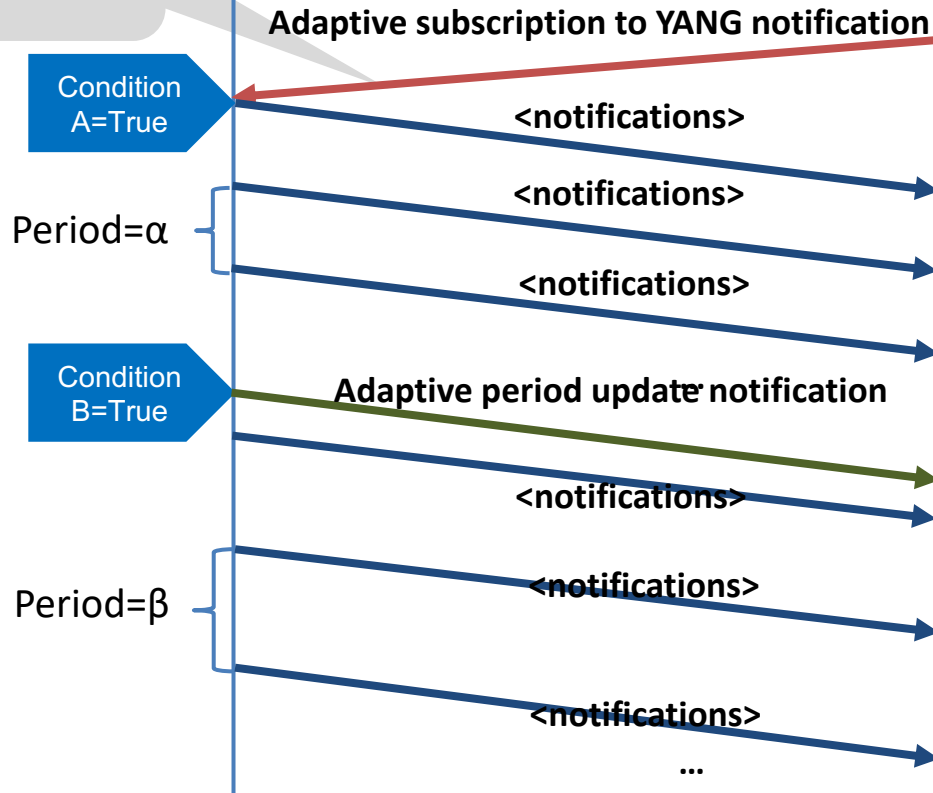 Adaptive subscription to YANG notification
Condition
A=True
<notifications>
<notifications>
Period=α
<notifications>
Condition
B=True
Adaptive period update notification
...
<notifications>
<notifications>
Period=β
<notifications>
...